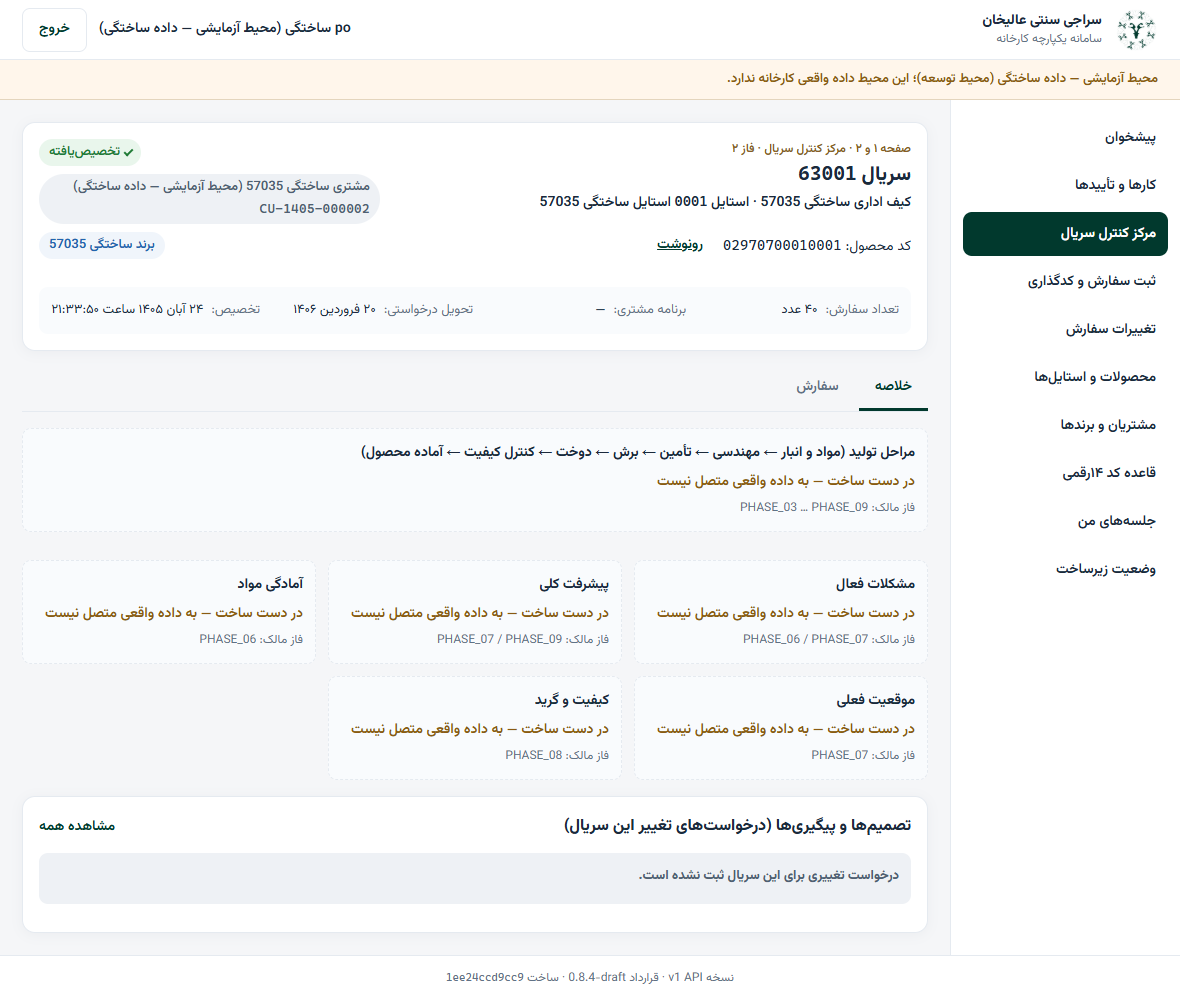 سراجی سنتی عالیخان
سامانه یکپارچه کارخانه
po ساختگی (محیط آزمایشی — داده ساختگی)
خروج
محیط آزمایشی — داده ساختگی (محیط توسعه)؛ این محیط داده واقعی کارخانه ندارد.
پیشخوان
کارها و تأییدها
مرکز کنترل سریال
ثبت سفارش و کدگذاری
تغییرات سفارش
محصولات و استایل‌ها
مشتریان و برندها
قاعده کد ۱۴رقمی
جلسه‌های من
وضعیت زیرساخت
صفحه ۱ و ۲ · مرکز کنترل سریال · فاز ۲
سریال 63001
کیف اداری ساختگی 57035 · استایل 0001 استایل ساختگی 57035
کد محصول: 02970700010001 رونوشت
✓ تخصیص‌یافته
مشتری ساختگی 57035 (محیط آزمایشی — داده ساختگی)
CU-1405-000002
برند ساختگی 57035
تعداد سفارش: ۴۰ عدد
برنامه مشتری: —
تحویل درخواستی: ۲۰ فروردین ۱۴۰۶
تخصیص: ۲۴ آبان ۱۴۰۵ ساعت ۲۱:۳۳:۵۰
خلاصه
سفارش
مراحل تولید (مواد و انبار ← مهندسی ← تأمین ← برش ← دوخت ← کنترل کیفیت ← آماده محصول)
در دست ساخت — به داده واقعی متصل نیست
فاز مالک: PHASE_03 … PHASE_09
مشکلات فعال
در دست ساخت — به داده واقعی متصل نیست
فاز مالک: PHASE_06 / PHASE_07
پیشرفت کلی
در دست ساخت — به داده واقعی متصل نیست
فاز مالک: PHASE_07 / PHASE_09
آمادگی مواد
در دست ساخت — به داده واقعی متصل نیست
فاز مالک: PHASE_06
موقعیت فعلی
در دست ساخت — به داده واقعی متصل نیست
فاز مالک: PHASE_07
کیفیت و گرید
در دست ساخت — به داده واقعی متصل نیست
فاز مالک: PHASE_08
تصمیم‌ها و پیگیری‌ها (درخواست‌های تغییر این سریال)
مشاهده همه
درخواست تغییری برای این سریال ثبت نشده است.
نسخه API v1 · قرارداد 0.8.4-draft · ساخت 1ee24ccd9cc9